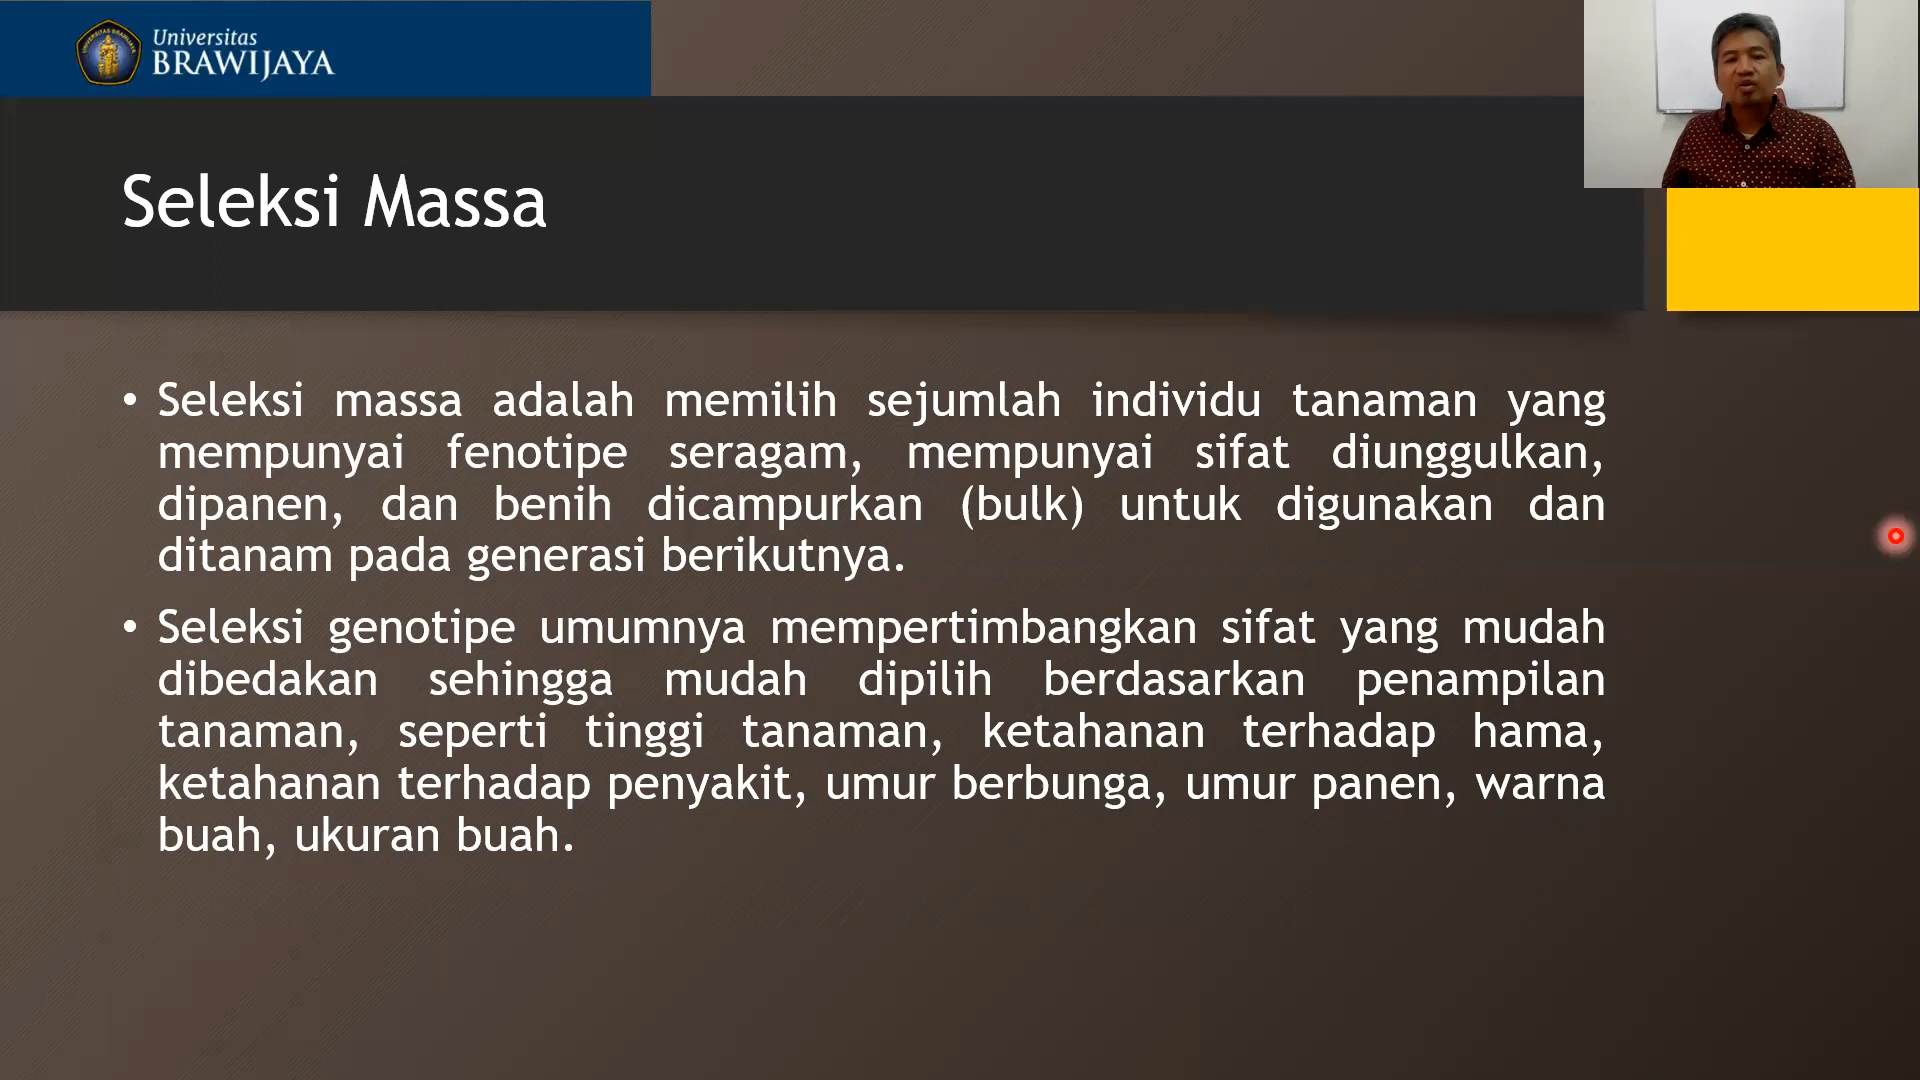 Universitas
BRAWIJAYA
Seleksi Massa
• Seleksi massa adalah memilih sejumlah individu tanaman yang
mempunyai fenotipe seragam, mempunyai sifat diunggulkan,
dipanen, dan benih dicampurkan (bulk) untuk digunakan dan
ditanam pada generasi berikutnya.
• Seleksi genotipe umumnya mempertimbangkan sifat yang mudah
dibedakan sehingga mudah dipilih berdasarkan penampilan
tanaman, seperti tinggi tanaman, ketahanan terhadap hama,
ketahanan terhadap penyakit, umur berbunga, umur panen, warna
buah, ukuran buah.